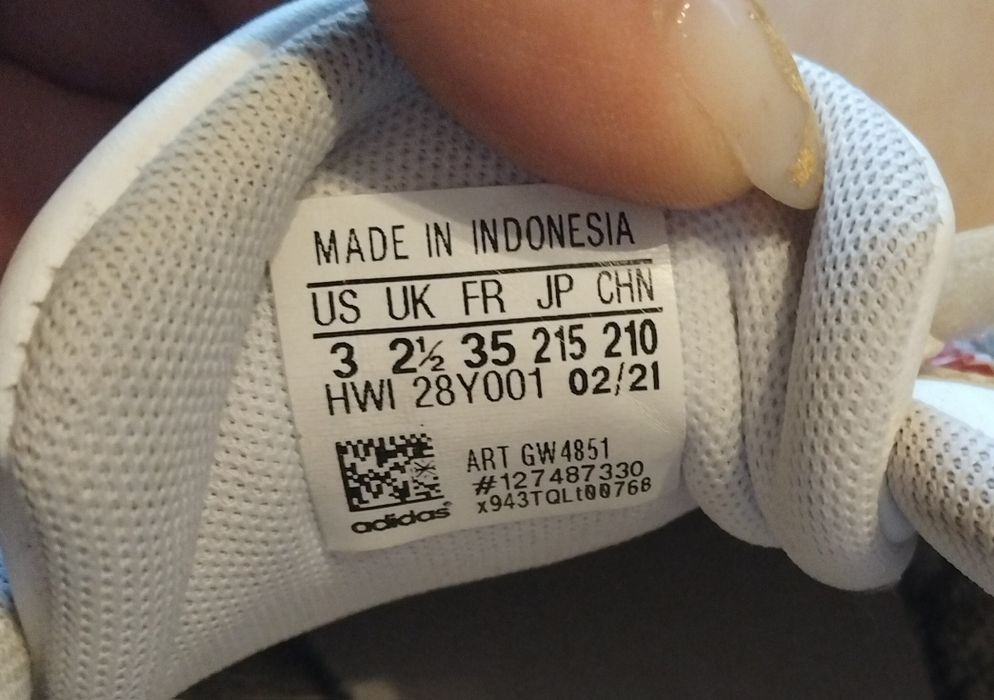 MADE IN INDONESIA
US UK FR JP CHN
3 2½ 35 215 210
HWI 28Y001 02/21
ART GW4851
#127487330
x943TQLt00768
adidas